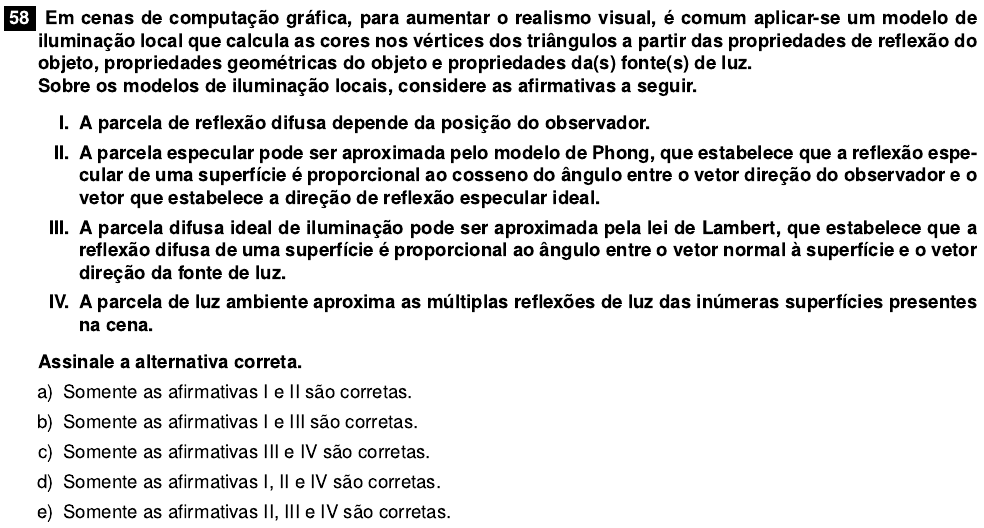 58 Em cenas de computação gráfica, para aumentar o realismo visual, é comum aplicar-se um modelo de
iluminação local que calcula as cores nos vértices dos triângulos a partir das propriedades de reflexão do
objeto, propriedades geométricas do objeto e propriedades da(s) fonte(s) de luz.
Sobre os modelos de iluminação locais, considere as afirmativas a seguir.
I. A parcela de reflexão difusa depende da posição do observador.
II. A parcela especular pode ser aproximada pelo modelo de Phong, que estabelece que a reflexão espe-
cular de uma superfície é proporcional ao cosseno do ângulo entre o vetor direção do observador e o
vetor que estabelece a direção de reflexão especular ideal.
III. A parcela difusa ideal de iluminação pode ser aproximada pela lei de Lambert, que estabelece que a
reflexão difusa de uma superfície é proporcional ao ângulo entre o vetor normal à superfície e o vetor
direção da fonte de luz.
IV. A parcela de luz ambiente aproxima as múltiplas reflexões de luz das inúmeras superfícies presentes
na cena.
Assinale a alternativa correta.
a) Somente as afirmativas I e II são corretas.
b) Somente as afirmativas I e III são corretas.
c) Somente as afirmativas III e IV são corretas.
d) Somente as afirmativas I, II e IV são corretas.
e) Somente as afirmativas II, III e IV são corretas.